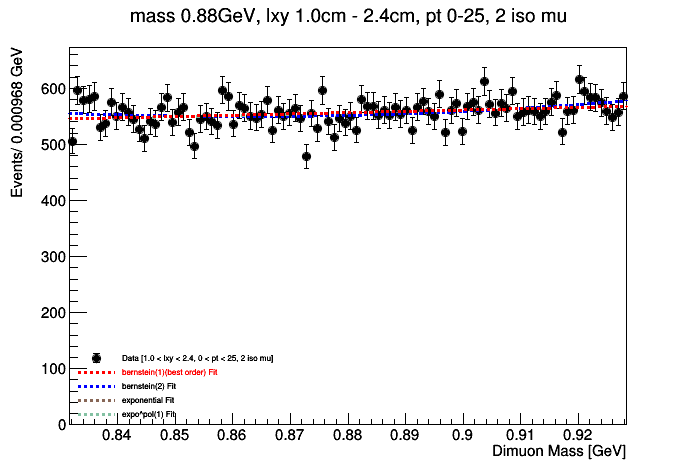 mass 0.88GeV, lxy 1.0cm - 2.4cm, pt 0-25, 2 iso mu
Events/ 0.000968 GeV
600
500
400
300
200
100
0
Data [1.0 < lxy < 2.4, 0 < pt < 25, 2 iso mu]
bernstein(1)(best order) Fit
bernstein(2) Fit
exponential Fit
expo*pol(1) Fit
0.84 0.85 0.86 0.87 0.88 0.89 0.9 0.91 0.92
Dimuon Mass [GeV]